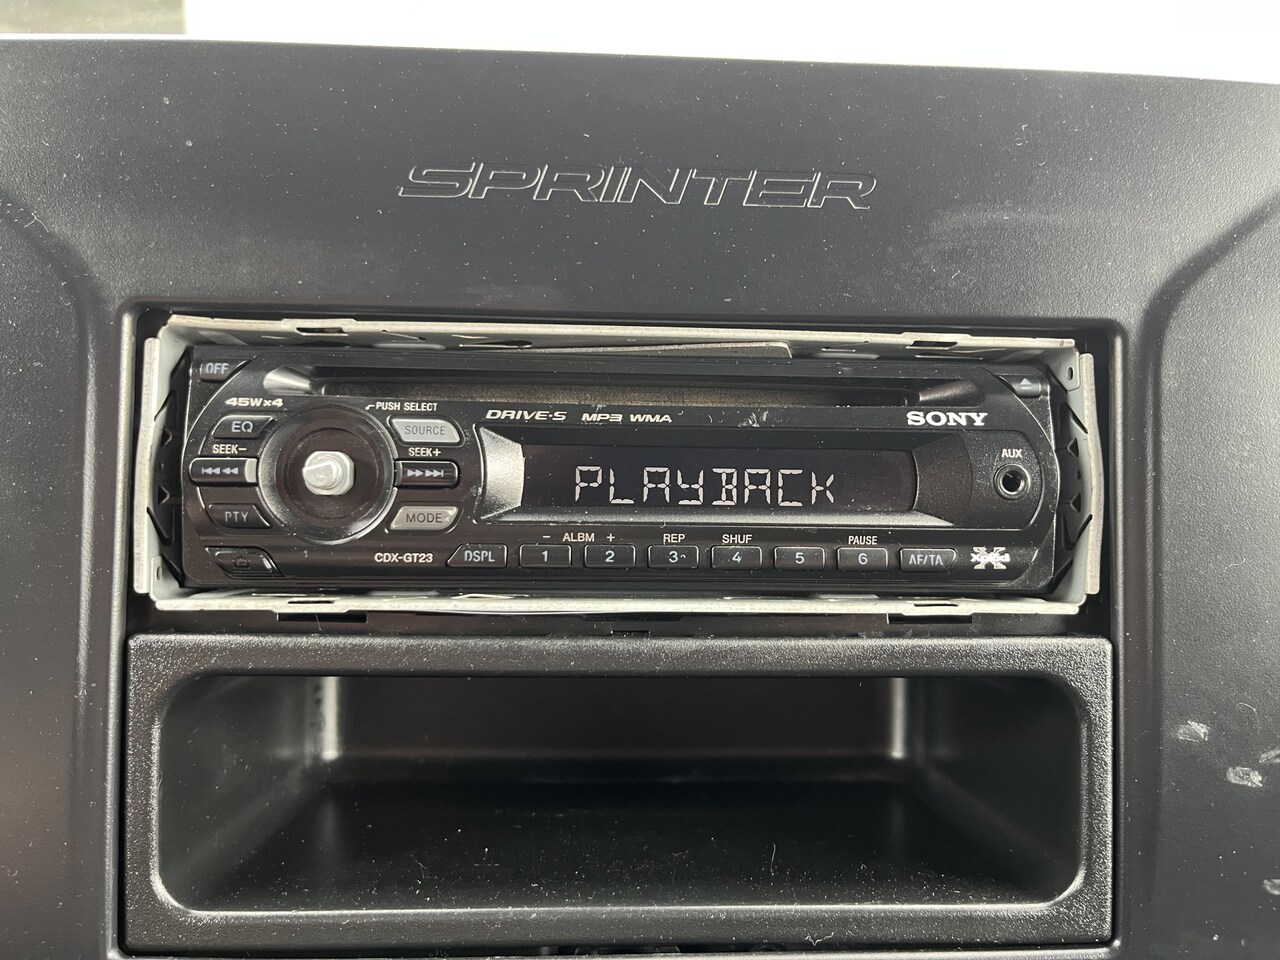 SPRINTER
OFF
45W×4
PUSH SELECT
DRIVE·S MP3 WMA
SONY
EQ
SOURCE
SEEK−
SEEK+
AUX
PLAYBACK
PTY
MODE
− ALBM + REP SHUF PAUSE
CDX-GT23 DSPL 1 2 3 4 5 6 AF/TA Xplod